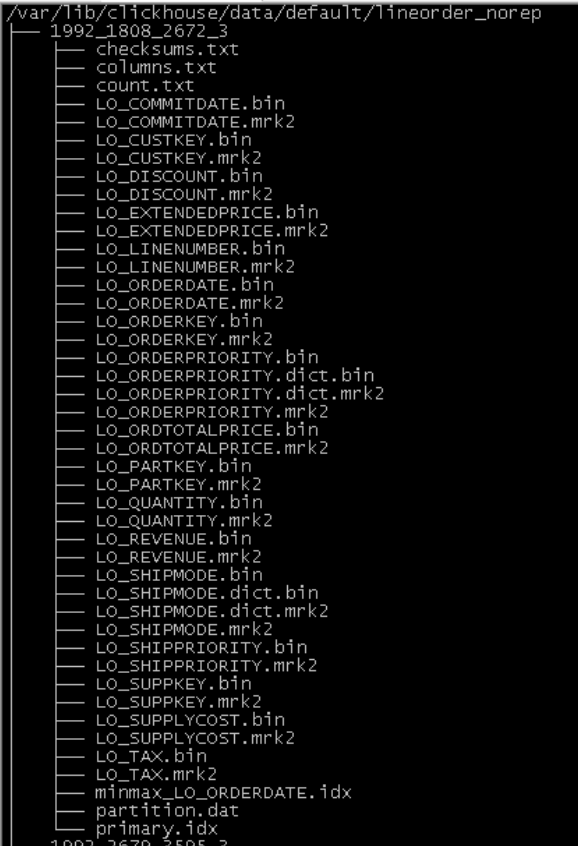 /var/lib/clickhouse/data/default/lineorder_norep
1992_1808_2672_3
checksums.txt
columns.txt
count.txt
LO_COMMITDATE.bin
LO_COMMITDATE.mrk2
LO_CUSTKEY.bin
LO_CUSTKEY.mrk2
LO_DISCOUNT.bin
LO_DISCOUNT.mrk2
LO_EXTENDEDPRICE.bin
LO_EXTENDEDPRICE.mrk2
LO_LINENUMBER.bin
LO_LINENUMBER.mrk2
LO_ORDERDATE.bin
LO_ORDERDATE.mrk2
LO_ORDERKEY.bin
LO_ORDERKEY.mrk2
LO_ORDERPRIORITY.bin
LO_ORDERPRIORITY.dict.bin
LO_ORDERPRIORITY.dict.mrk2
LO_ORDERPRIORITY.mrk2
LO_ORDTOTALPRICE.bin
LO_ORDTOTALPRICE.mrk2
LO_PARTKEY.bin
LO_PARTKEY.mrk2
LO_QUANTITY.bin
LO_QUANTITY.mrk2
LO_REVENUE.bin
LO_REVENUE.mrk2
LO_SHIPMODE.bin
LO_SHIPMODE.dict.bin
LO_SHIPMODE.dict.mrk2
LO_SHIPMODE.mrk2
LO_SHIPPRIORITY.bin
LO_SHIPPRIORITY.mrk2
LO_SUPPKEY.bin
LO_SUPPKEY.mrk2
LO_SUPPLYCOST.bin
LO_SUPPLYCOST.mrk2
LO_TAX.bin
LO_TAX.mrk2
minmax_LO_ORDERDATE.idx
partition.dat
primary.idx